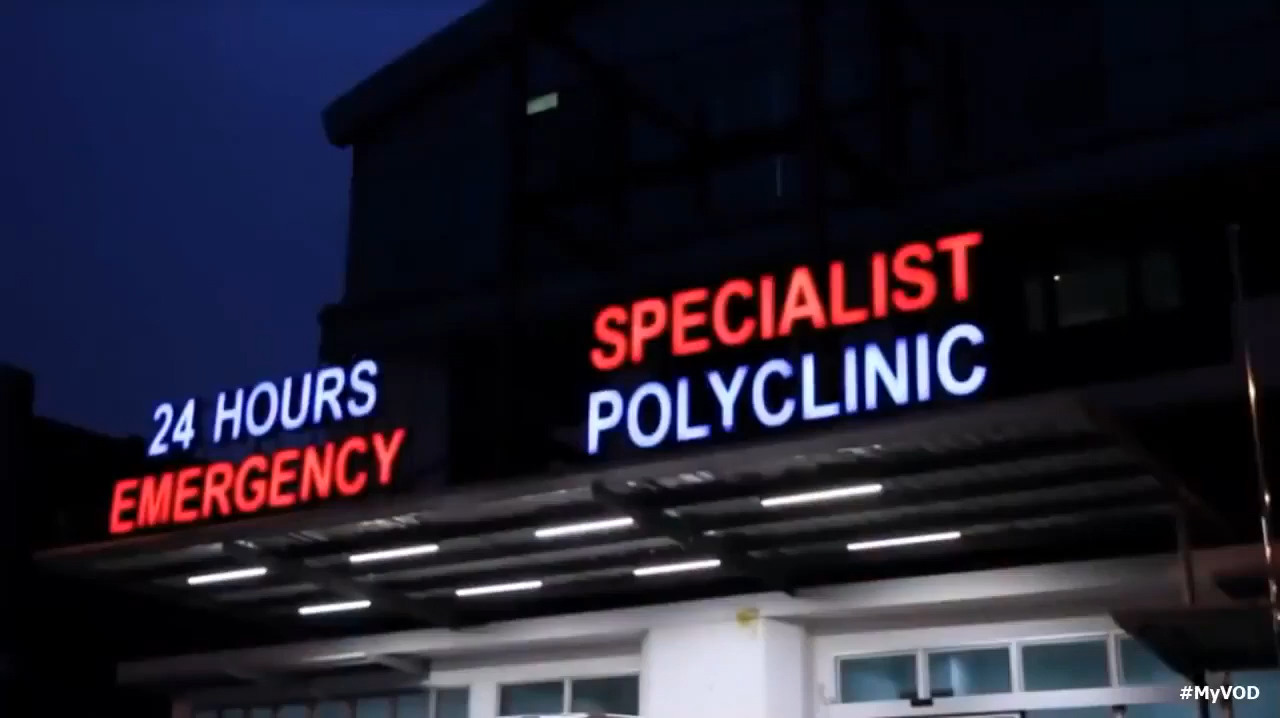 24 HOURS
EMERGENCY
SPECIALIST
POLYCLINIC
#MyVOD